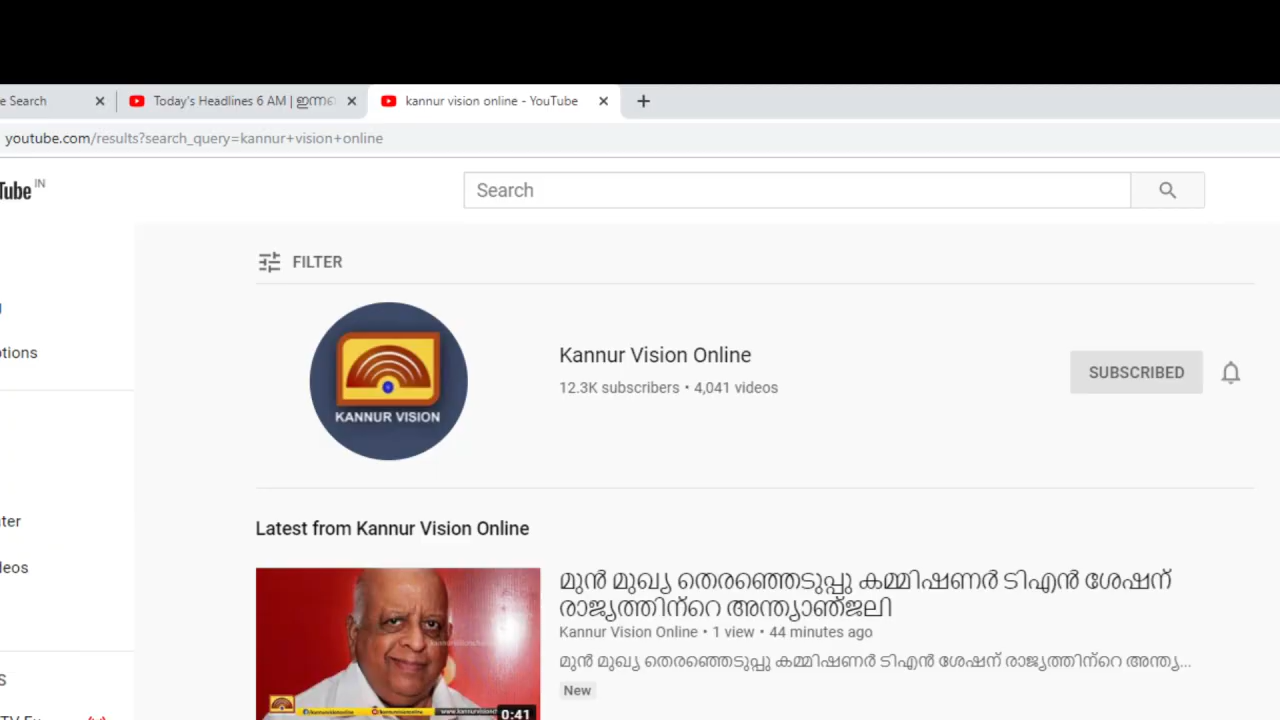 e Search
Today's Headlines 6 AM | ഇന്നത്
kannur vision online - YouTube
youtube.com/results?search_query=kannur+vision+online
Tube IN
Search
FILTER
KANNUR VISION
Kannur Vision Online
12.3K subscribers • 4,041 videos
SUBSCRIBED
otions
Latest from Kannur Vision Online
മുൻ മുഖ്യ തെരഞ്ഞെടുപ്പു കമ്മിഷണർ ടിഎൻ ശേഷന്
രാജ്യത്തിന്റെ അന്ത്യാഞ്ജലി
Kannur Vision Online • 1 view • 44 minutes ago
മുൻ മുഖ്യ തെരഞ്ഞെടുപ്പു കമ്മിഷണർ ടിഎൻ ശേഷന് രാജ്യത്തിന്റെ അന്ത്യ...
New
0:41